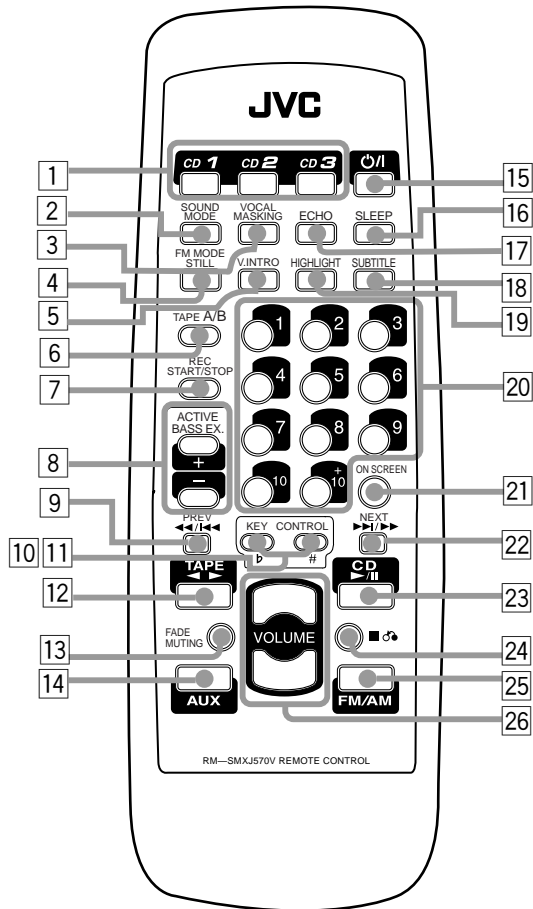 JVC
CD 1 CD 2 CD 3 ⏻/I
1 15
SOUND MODE VOCAL MASKING ECHO SLEEP
2 16
3 17
FM MODE STILL V.INTRO HIGHLIGHT SUBTITLE
4 18
5 19
TAPE A/B 1 2 3
6
REC START/STOP 4 5 6
7 20
ACTIVE BASS EX. 7 8 9
8 +
− 10 +10 ON SCREEN
21
PREV ◄◄/I◄◄ KEY CONTROL NEXT ►►I/►►
9 22
10 11 ♭ #
TAPE ◄ ► CD ►/II
12 23
FADE MUTING VOLUME ■
13 24
14 25
AUX FM/AM
26
RM—SMXJ570V REMOTE CONTROL